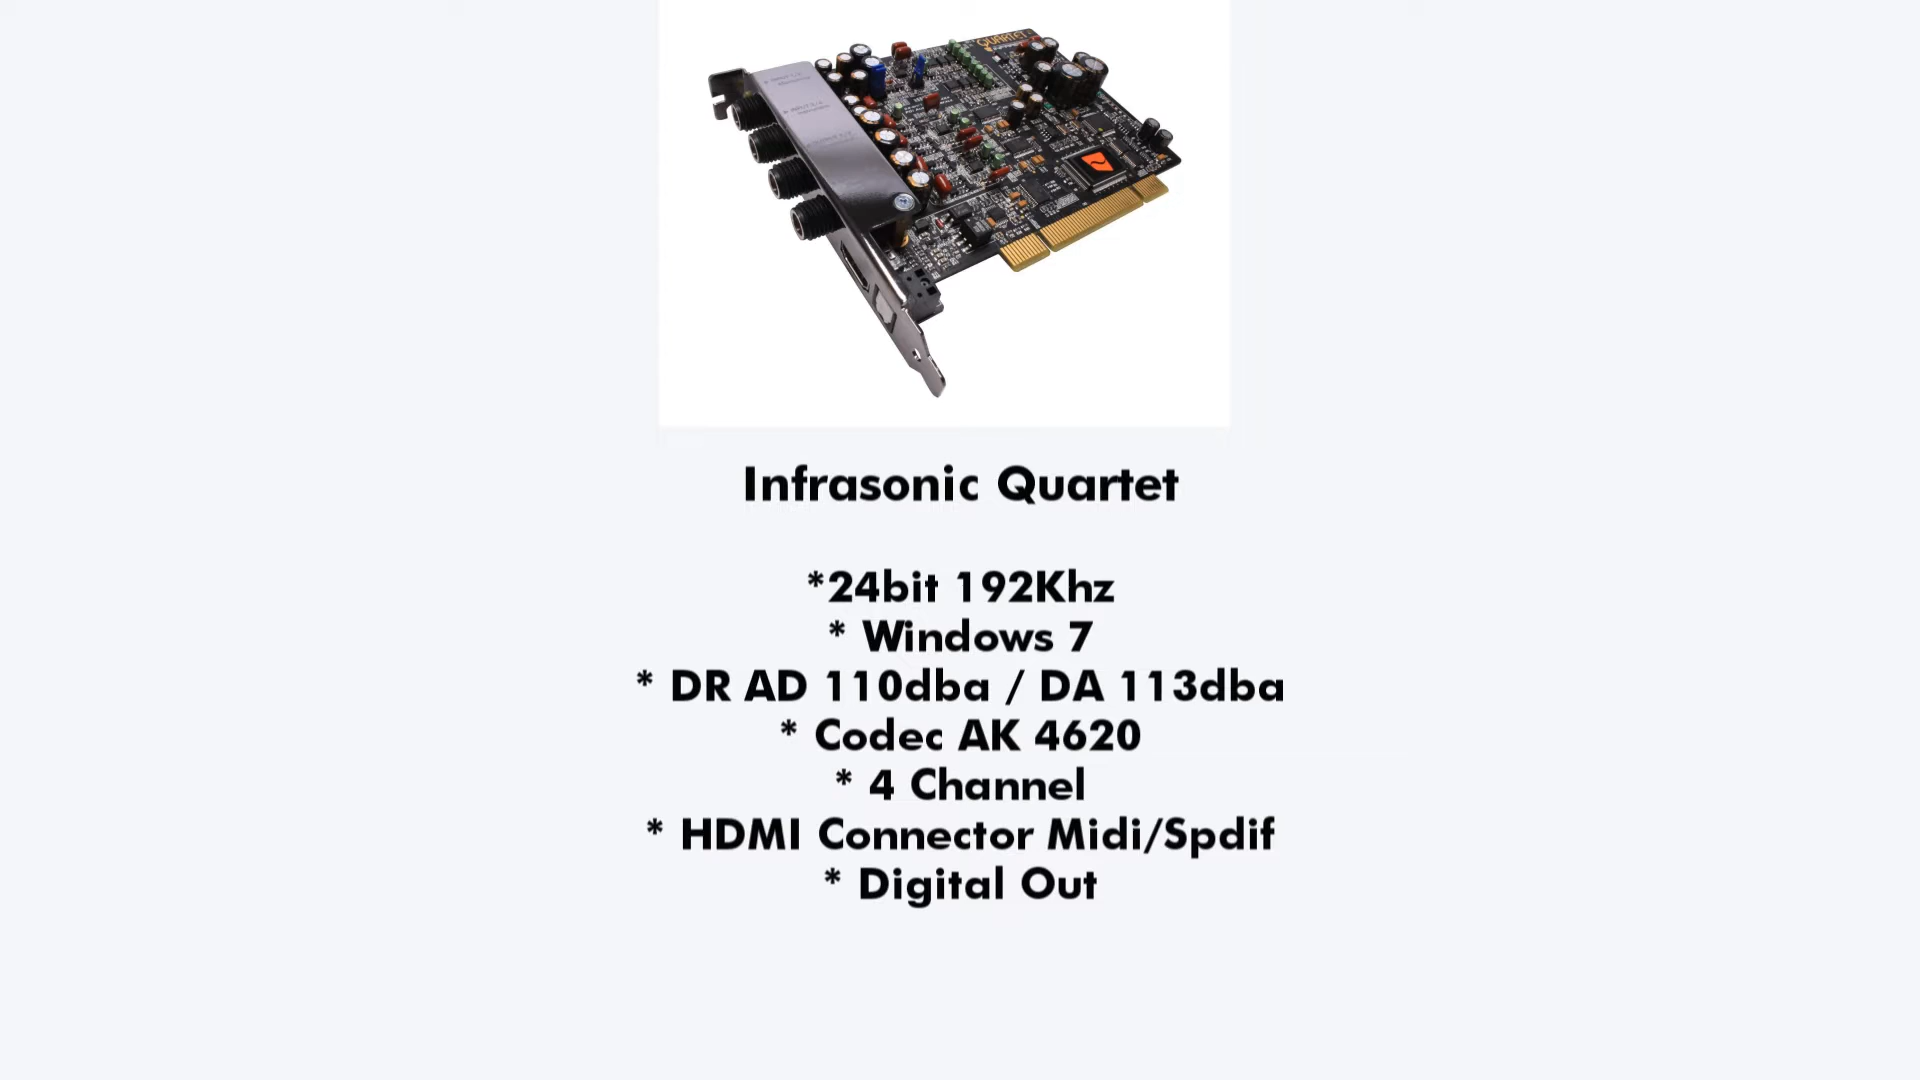 QUARTET
Infrasonic Quartet
*24bit 192Khz
* Windows 7
* DR AD 110dba / DA 113dba
* Codec AK 4620
* 4 Channel
* HDMI Connector Midi/Spdif
* Digital Out